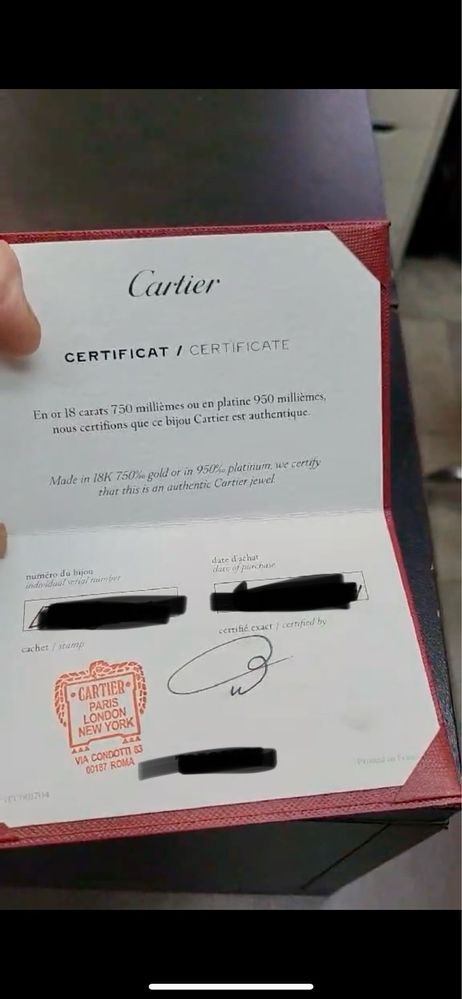 Cartier
CERTIFICAT / CERTIFICATE
En or 18 carats 750 millièmes ou en platine 950 millièmes,
nous certifions que ce bijou Cartier est authentique.
Made in 18K 750‰ gold or in 950‰ platinum, we certify
that this is an authentic Cartier jewel.
numéro du bijou
individual serial number
date d'achat
date of purchase
cachet / stamp
certifié exact / certified by
CARTIER
PARIS
LONDON
NEW YORK
VIA CONDOTTI 83
00187 ROMA
Printed in